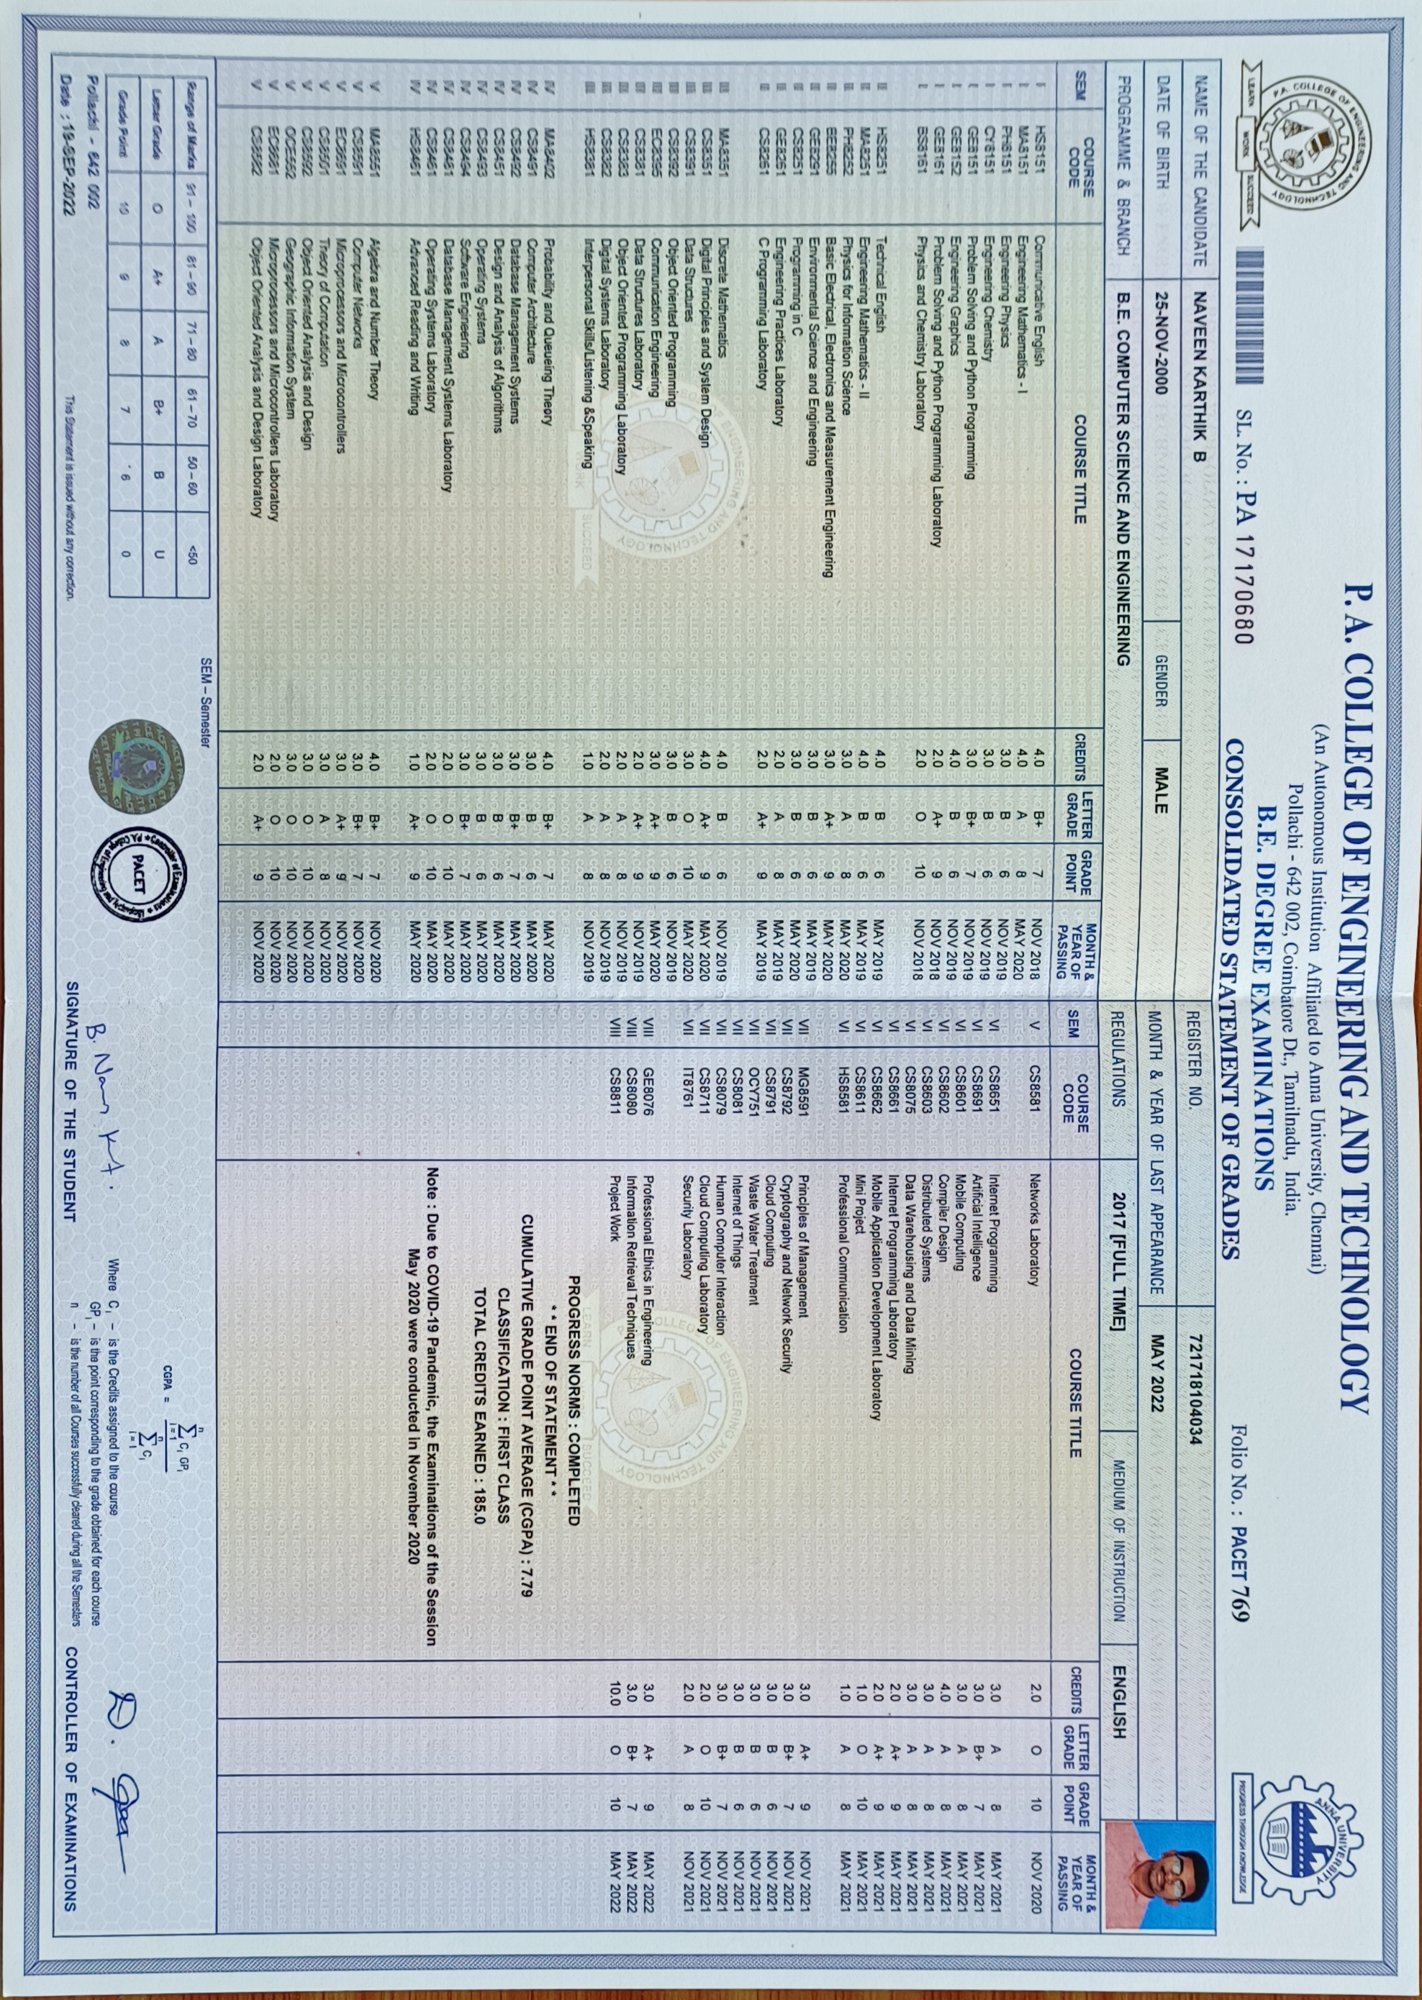 P. A. COLLEGE OF ENGINEERING AND TECHNOLOGY
(An Autonomous Institution Affiliated to Anna University, Chennai)
Pollachi - 642 002, Coimbatore Dt., Tamilnadu, India.
B.E. DEGREE EXAMINATIONS
CONSOLIDATED STATEMENT OF GRADES
P.A. COLLEGE OF ENGINEERING AND TECHNOLOGY
LEARN WORK SUCCEED
ANNA UNIVERSITY
PROGRESS THROUGH KNOWLEDGE
SL. No. : PA 17170680
Folio No. : PACET 769
NAME OF THE CANDIDATE NAVEEN KARTHIK B REGISTER NO. 721718104034
DATE OF BIRTH 25-NOV-2000 GENDER MALE MONTH & YEAR OF LAST APPEARANCE MAY 2022
PROGRAMME & BRANCH B.E. COMPUTER SCIENCE AND ENGINEERING REGULATIONS 2017 [FULL TIME] MEDIUM OF INSTRUCTION ENGLISH
SEM COURSE CODE COURSE TITLE CREDITS LETTER GRADE GRADE POINT MONTH & YEAR OF PASSING
I HS8151 Communicative English 4.0 B+ 7 NOV 2018
I MA8151 Engineering Mathematics - I 4.0 A 8 MAY 2020
I PH8151 Engineering Physics 3.0 B 6 NOV 2019
I CY8151 Engineering Chemistry 3.0 B 6 NOV 2019
I GE8151 Problem Solving and Python Programming 3.0 B+ 7 NOV 2018
I GE8152 Engineering Graphics 4.0 B 6 NOV 2019
I GE8161 Problem Solving and Python Programming Laboratory 2.0 A+ 9 NOV 2018
I BS8161 Physics and Chemistry Laboratory 2.0 O 10 NOV 2018
II HS8251 Technical English 4.0 B 6 MAY 2019
II MA8251 Engineering Mathematics - II 4.0 B 6 MAY 2019
II PH8252 Physics for Information Science 3.0 A 8 MAY 2020
II BE8255 Basic Electrical, Electronics and Measurement Engineering 3.0 A+ 9 MAY 2020
II GE8291 Environmental Science and Engineering 3.0 B 6 MAY 2019
II CS8251 Programming in C 3.0 B 6 MAY 2020
II GE8261 Engineering Practices Laboratory 2.0 A 8 MAY 2019
II CS8261 C Programming Laboratory 2.0 A+ 9 MAY 2019
III MA8351 Discrete Mathematics 4.0 B 6 NOV 2019
III CS8351 Digital Principles and System Design 4.0 A+ 9 MAY 2020
III CS8391 Data Structures 3.0 O 10 MAY 2020
III CS8392 Object Oriented Programming 3.0 B 6 NOV 2019
III EC8395 Communication Engineering 3.0 A+ 9 MAY 2020
III CS8381 Data Structures Laboratory 2.0 A+ 9 NOV 2019
III CS8383 Object Oriented Programming Laboratory 2.0 A 8 NOV 2019
III CS8382 Digital Systems Laboratory 2.0 A 8 NOV 2019
III HS8381 Interpersonal Skills/Listening &Speaking 1.0 A 8 NOV 2019
IV MA8402 Probability and Queueing Theory 4.0 B+ 7 MAY 2020
IV CS8491 Computer Architecture 3.0 B 6 MAY 2020
IV CS8492 Database Management Systems 3.0 B+ 7 MAY 2020
IV CS8451 Design and Analysis of Algorithms 3.0 B 6 MAY 2020
IV CS8493 Operating Systems 3.0 B 6 MAY 2020
IV CS8494 Software Engineering 3.0 B+ 7 MAY 2020
IV CS8481 Database Management Systems Laboratory 2.0 O 10 MAY 2020
IV CS8461 Operating Systems Laboratory 2.0 O 10 MAY 2020
IV HS8461 Advanced Reading and Writing 1.0 A+ 9 MAY 2020
V MA8551 Algebra and Number Theory 4.0 B+ 7 NOV 2020
V CS8591 Computer Networks 3.0 B+ 7 NOV 2020
V EC8691 Microprocessors and Microcontrollers 3.0 A+ 9 NOV 2020
V CS8501 Theory of Computation 3.0 A 8 NOV 2020
V CS8592 Object Oriented Analysis and Design 3.0 O 10 NOV 2020
V OCE552 Geographic Information System 3.0 O 10 NOV 2020
V EC8681 Microprocessors and Microcontrollers Laboratory 2.0 O 10 NOV 2020
V CS8582 Object Oriented Analysis and Design Laboratory 2.0 A+ 9 NOV 2020
SEM COURSE CODE COURSE TITLE CREDITS LETTER GRADE GRADE POINT MONTH & YEAR OF PASSING
V CS8581 Networks Laboratory 2.0 O 10 NOV 2020
VI CS8651 Internet Programming 3.0 A 8 MAY 2021
VI CS8691 Artificial Intelligence 3.0 B+ 7 MAY 2021
VI CS8601 Mobile Computing 3.0 A 8 MAY 2021
VI CS8602 Compiler Design 4.0 A 8 MAY 2021
VI CS8603 Distributed Systems 3.0 A 8 MAY 2021
VI CS8075 Data Warehousing and Data Mining 3.0 A 8 MAY 2021
VI CS8661 Internet Programming Laboratory 2.0 A+ 9 MAY 2021
VI CS8662 Mobile Application Development Laboratory 2.0 A+ 9 MAY 2021
VI CS8611 Mini Project 1.0 O 10 MAY 2021
VI HS8581 Professional Communication 1.0 A 8 MAY 2021
VII MG8591 Principles of Management 3.0 A+ 9 NOV 2021
VII CS8792 Cryptography and Network Security 3.0 B+ 7 NOV 2021
VII CS8791 Cloud Computing 3.0 B 6 NOV 2021
VII OCY751 Waste Water Treatment 3.0 B 6 NOV 2021
VII CS8081 Internet of Things 3.0 B 6 NOV 2021
VII CS8079 Human Computer Interaction 3.0 B+ 7 NOV 2021
VII CS8711 Cloud Computing Laboratory 2.0 O 10 NOV 2021
VII IT8761 Security Laboratory 2.0 A 8 NOV 2021
VIII GE8076 Professional Ethics in Engineering 3.0 A+ 9 MAY 2022
VIII CS8080 Information Retrieval Techniques 3.0 B+ 7 MAY 2022
VIII CS8811 Project Work 10.0 O 10 MAY 2022
PROGRESS NORMS : COMPLETED
* * END OF STATEMENT * *
CUMULATIVE GRADE POINT AVERAGE (CGPA) : 7.79
CLASSIFICATION : FIRST CLASS
TOTAL CREDITS EARNED : 185.0
Note : Due to COVID-19 Pandemic, the Examinations of the Session
May 2020 were conducted in November 2020
Range of Marks 91 - 100 81 - 90 71 - 80 61 - 70 50 - 60 <50
Letter Grade O A+ A B+ B U
Grade Point 10 9 8 7 6 0
SEM – Semester
Pollachi - 642 002
This Statement is issued without any correction.
Date : 19-SEP-2022
PACET
B. Naveen Kt.
SIGNATURE OF THE STUDENT
CGPA = n Σ i=1 Ci GPi / n Σ i=1 Ci
Where Ci – is the Credits assigned to the course
GPi – is the point corresponding to the grade obtained for each course
n – is the number of all Courses successfully cleared during all the Semesters
CONTROLLER OF EXAMINATIONS